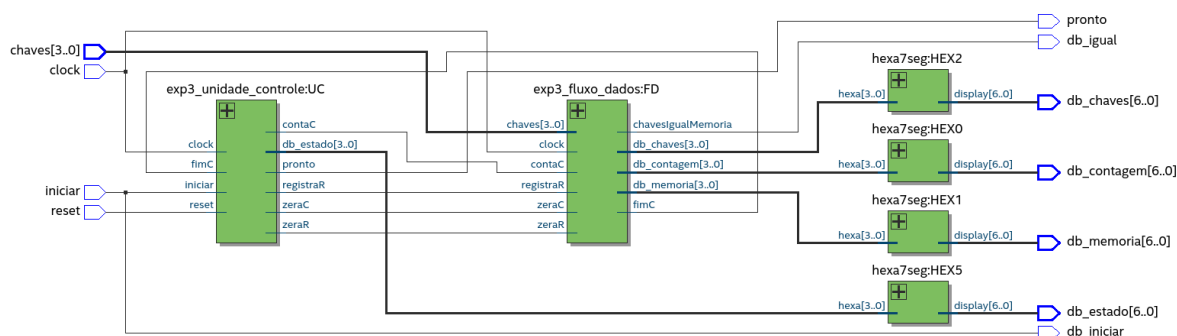 pronto
chaves[3..0]
db_igual
clock
hexa7seg:HEX2
exp3_unidade_controle:UC
exp3_fluxo_dados:FD
hexa[3..0] display[6..0]
db_chaves[6..0]
contaC
chaves[3..0] chavesIgualMemoria
hexa7seg:HEX0
clock db_estado[3..0]
clock db_chaves[3..0]
fimC pronto
contaC db_contagem[3..0]
hexa[3..0] display[6..0]
db_contagem[6..0]
iniciar
iniciar registraR
registraR db_memoria[3..0]
hexa7seg:HEX1
reset
reset zeraC
zeraC fimC
zeraR
zeraR
hexa[3..0] display[6..0]
db_memoria[6..0]
hexa7seg:HEX5
hexa[3..0] display[6..0]
db_estado[6..0]
db_iniciar